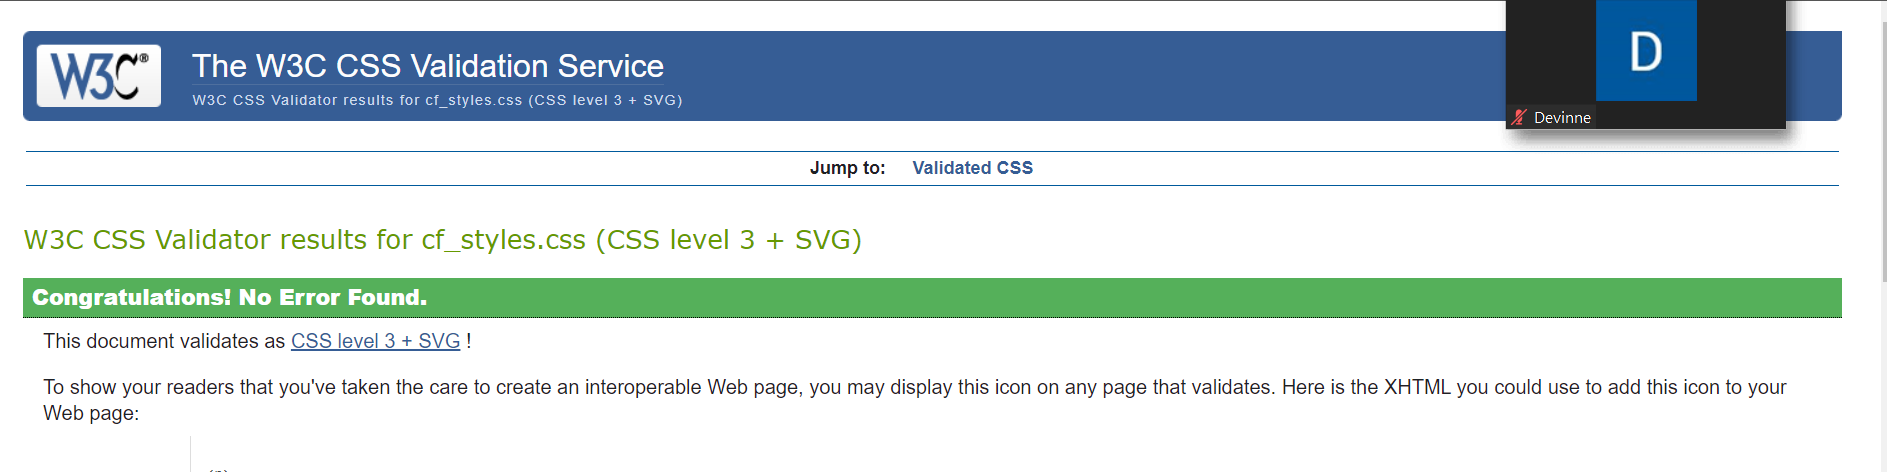 W3C®
The W3C CSS Validation Service
W3C CSS Validator results for cf_styles.css (CSS level 3 + SVG)
D
Devinne
Jump to: Validated CSS
W3C CSS Validator results for cf_styles.css (CSS level 3 + SVG)
Congratulations! No Error Found.
This document validates as CSS level 3 + SVG !
To show your readers that you've taken the care to create an interoperable Web page, you may display this icon on any page that validates. Here is the XHTML you could use to add this icon to your
Web page: